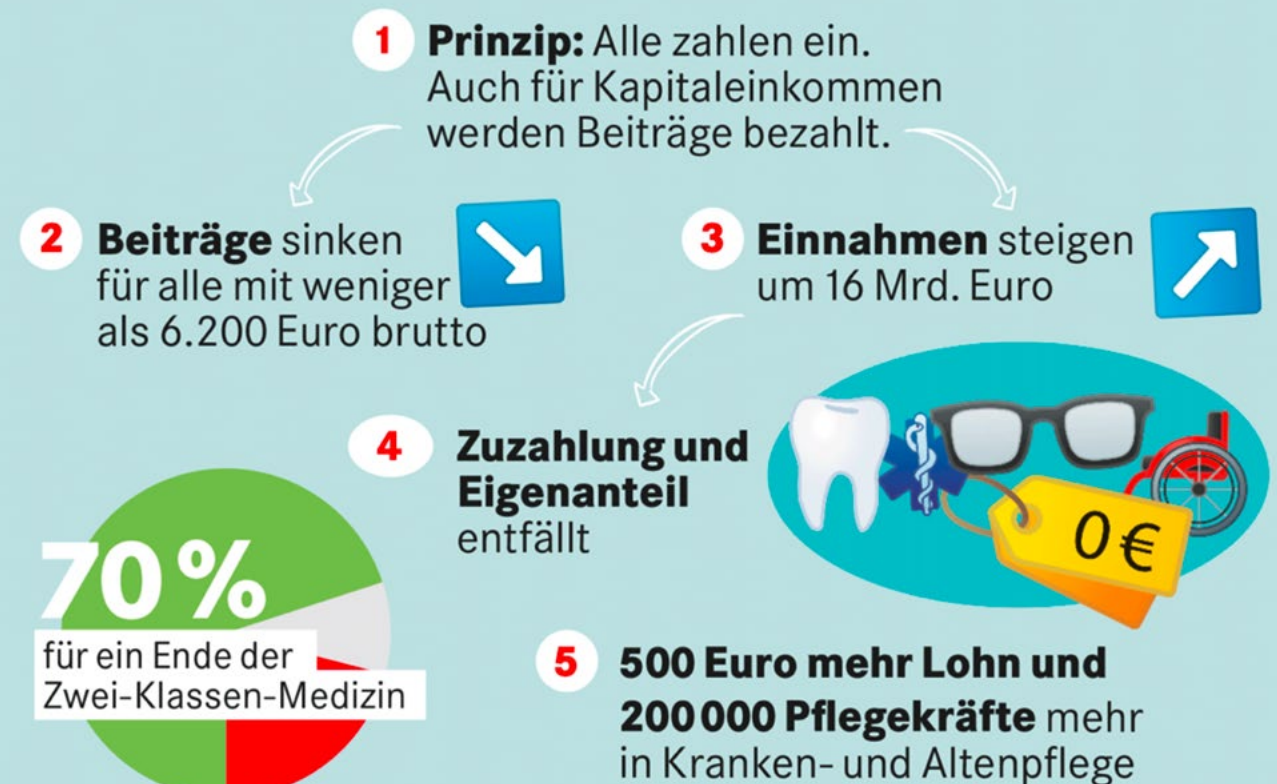 1 Prinzip: Alle zahlen ein.
Auch für Kapitaleinkommen
werden Beiträge bezahlt.
2 Beiträge sinken
für alle mit weniger
als 6.200 Euro brutto
3 Einnahmen steigen
um 16 Mrd. Euro
4 Zuzahlung und
Eigenanteil
entfällt
0 €
70 %
für ein Ende der
Zwei-Klassen-Medizin
5 500 Euro mehr Lohn und
200 000 Pflegekräfte mehr
in Kranken- und Altenpflege